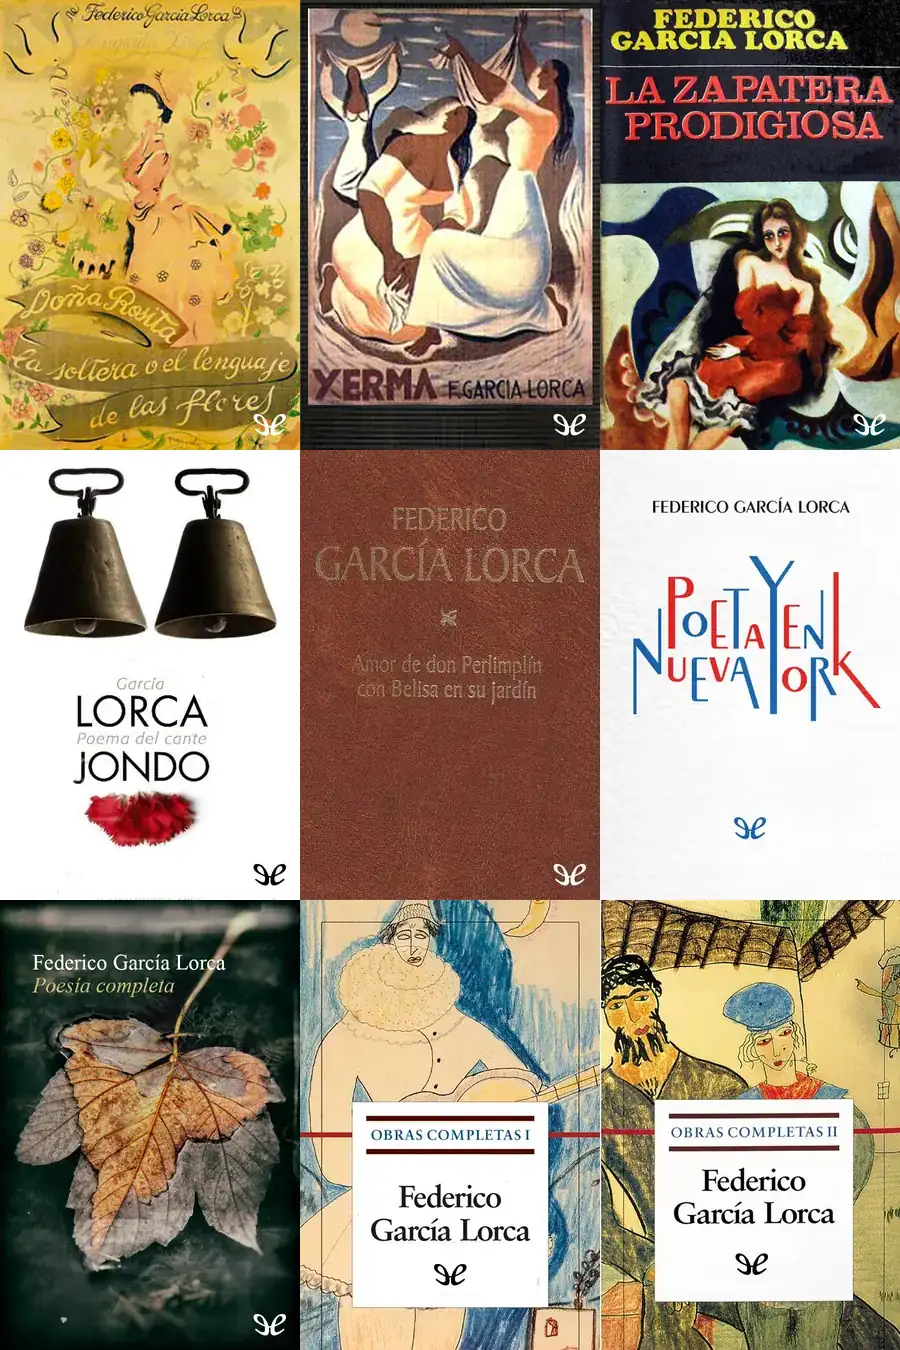 Federico García Lorca
Doña Rosita
la soltera o el lenguaje
de las flores
YERMA F. GARCIA-LORCA
FEDERICO
GARCIA LORCA
LA ZAPATERA
PRODIGIOSA
García
LORCA
Poema del cante
JONDO
FEDERICO
GARCÍA LORCA
Amor de don Perlimplín
con Belisa en su jardín
FEDERICO GARCÍA LORCA
POETA EN
NUEVA YORK
Federico García Lorca
Poesía completa
OBRAS COMPLETAS I
Federico
García Lorca
OBRAS COMPLETAS II
Federico
García Lorca